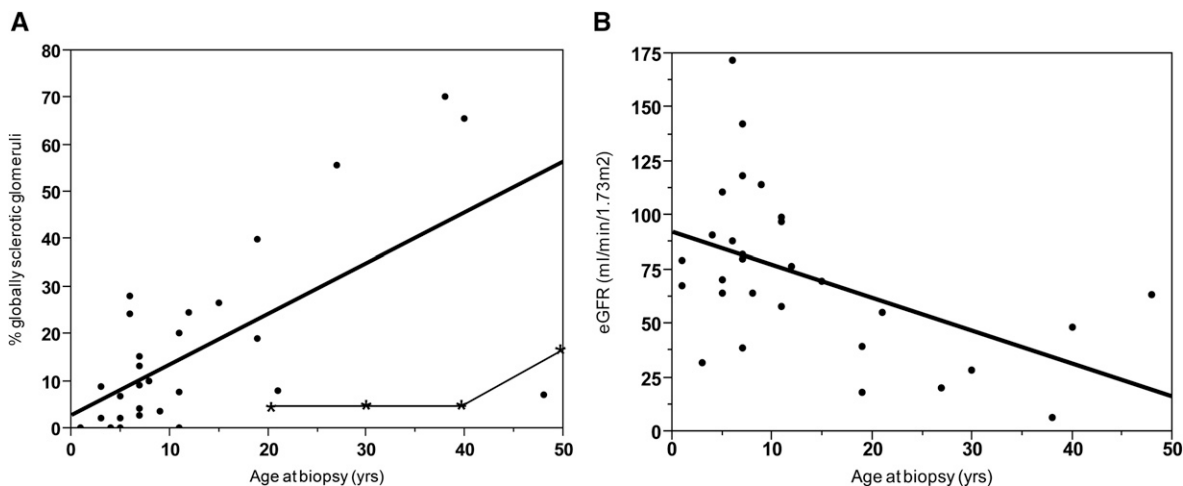 A
80
70
60
50
40
30
20
10
0
% globally sclerotic glomeruli
0 10 20 30 40 50
Age at biopsy (yrs)
B
175
150
125
100
75
50
25
0
eGFR (ml/min/1.73m2)
0 10 20 30 40 50
Age at biopsy (yrs)